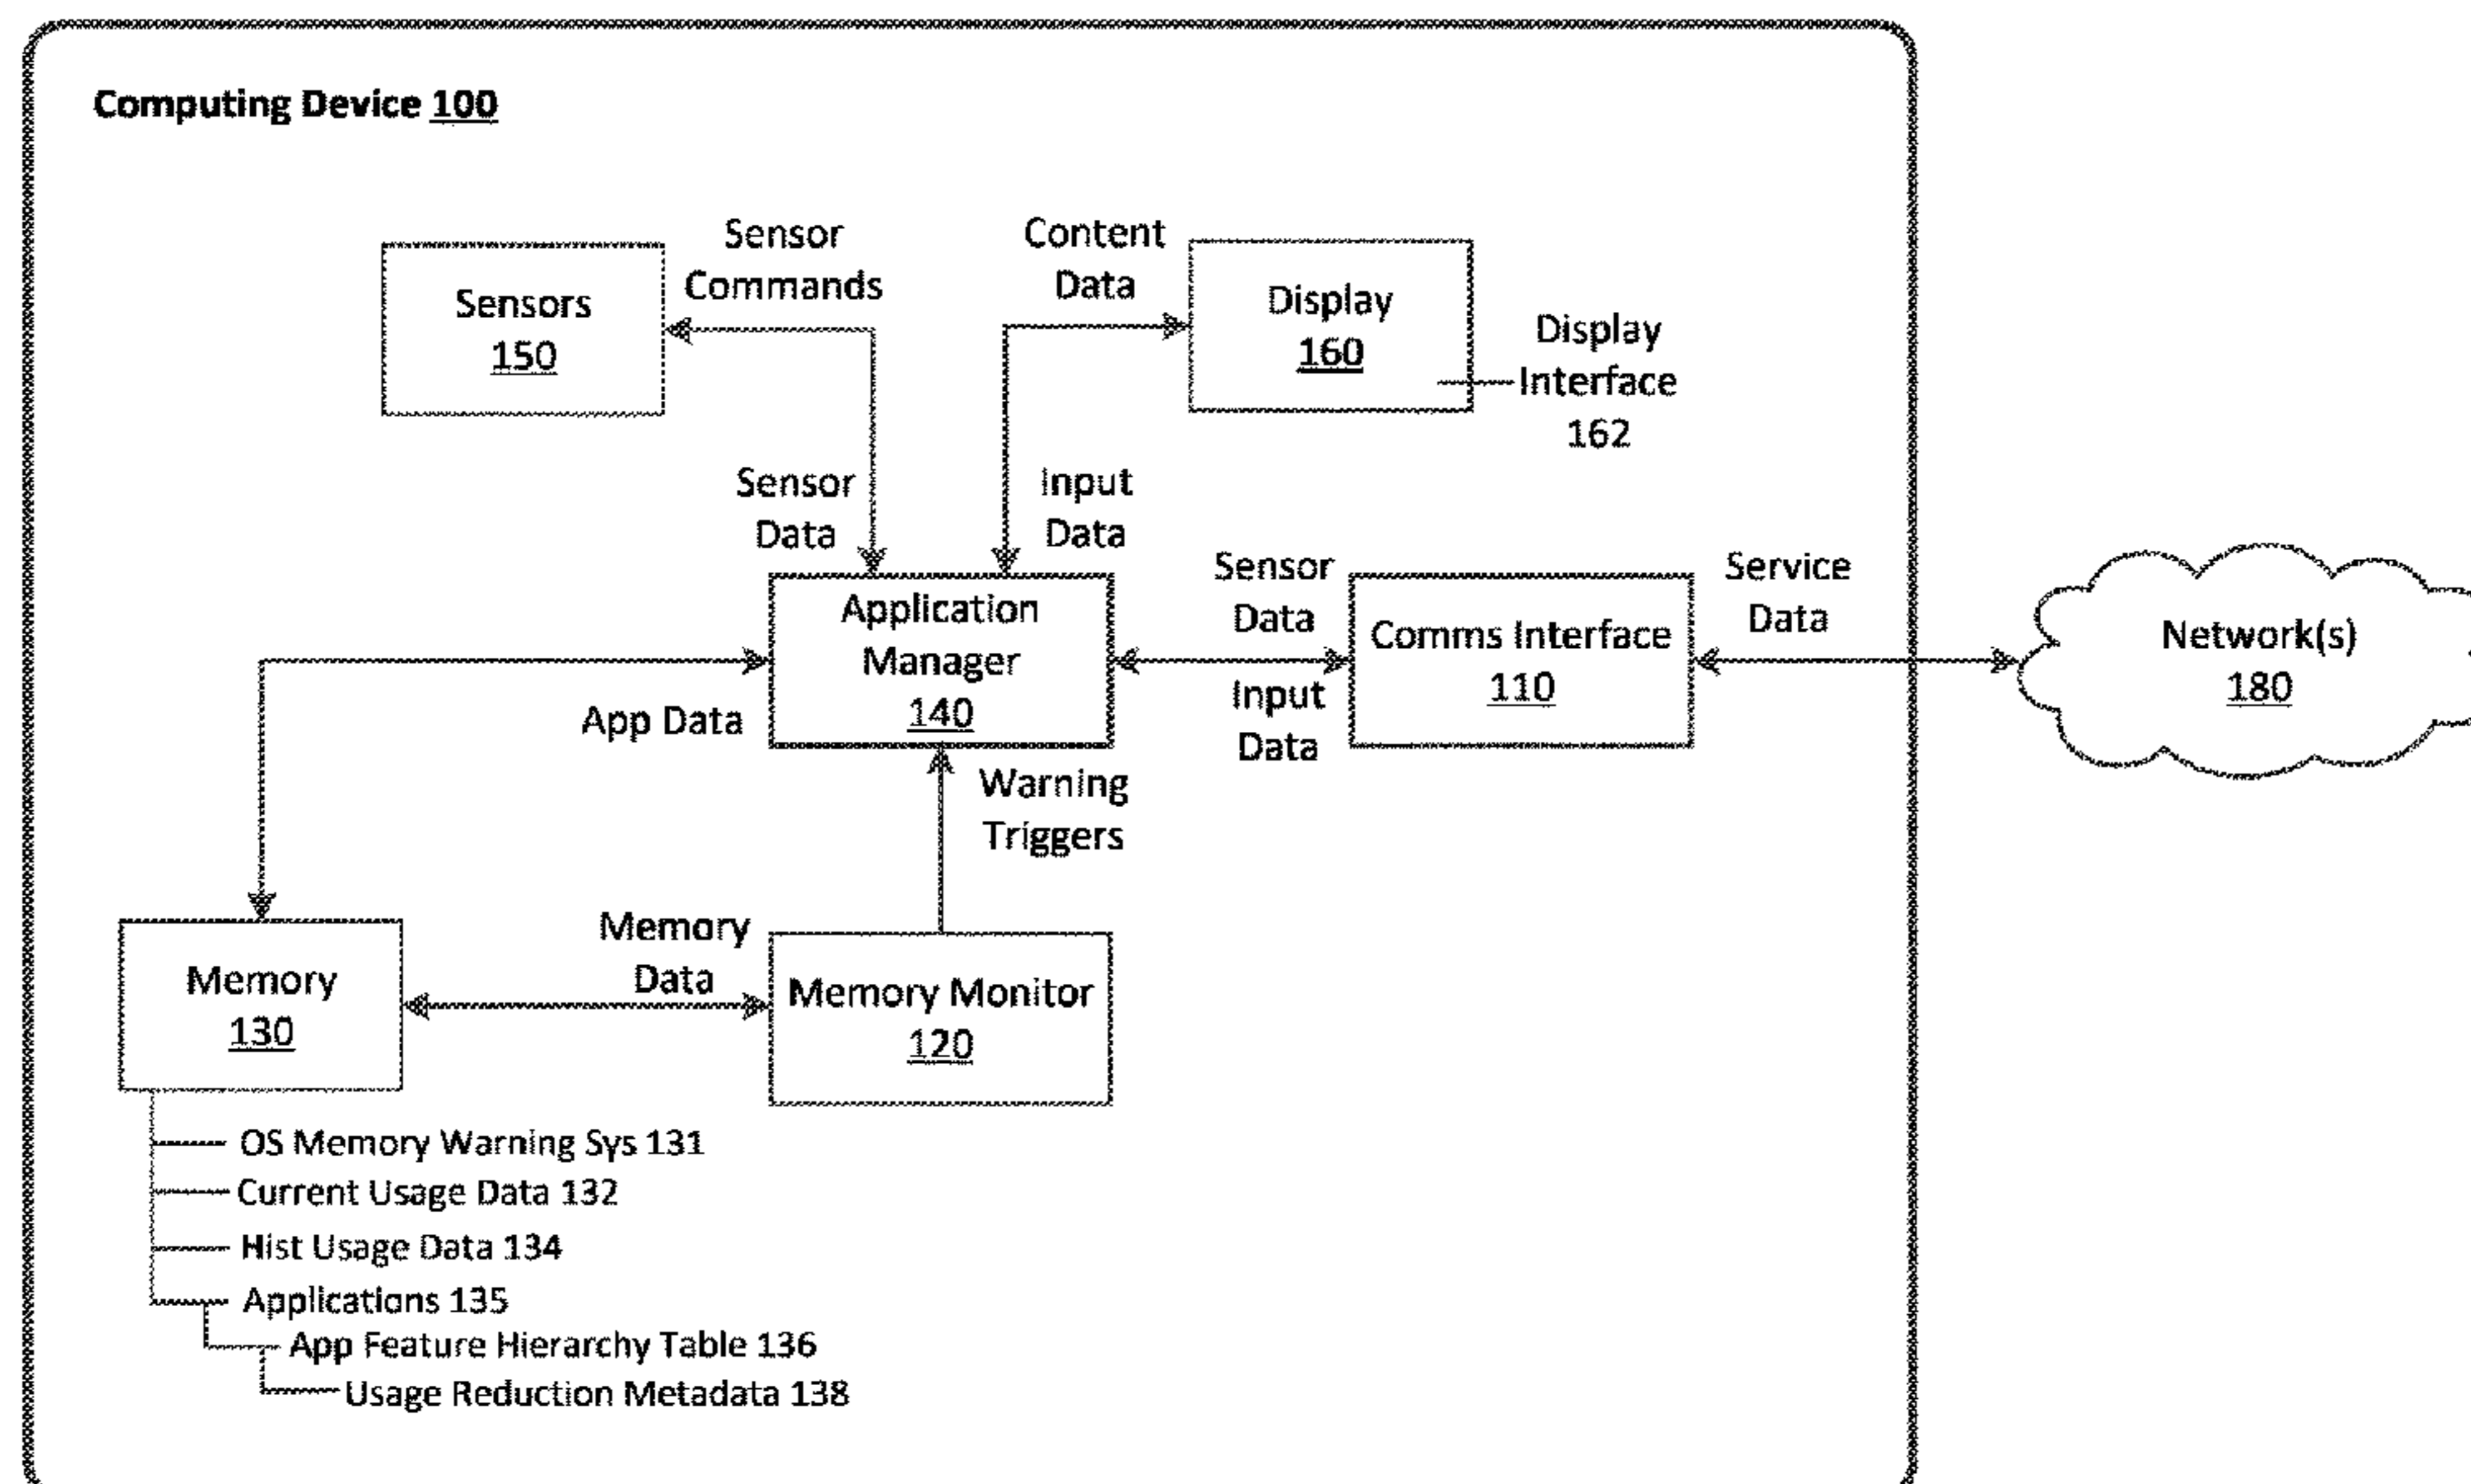 Computing Device 100
Sensor
Commands
Content
Data
Sensors
150
Display
160
Display
Interface
162
Sensor
Data
Input
Data
Application
Manager
140
Sensor
Data
Input
Data
Comms Interface
110
Service
Data
Network(s)
180
App Data
Warning
Triggers
Memory
130
Memory
Data
Memory Monitor
120
OS Memory Warning Sys 131
Current Usage Data 132
Hist Usage Data 134
Applications 135
App Feature Hierarchy Table 136
Usage Reduction Metadata 138